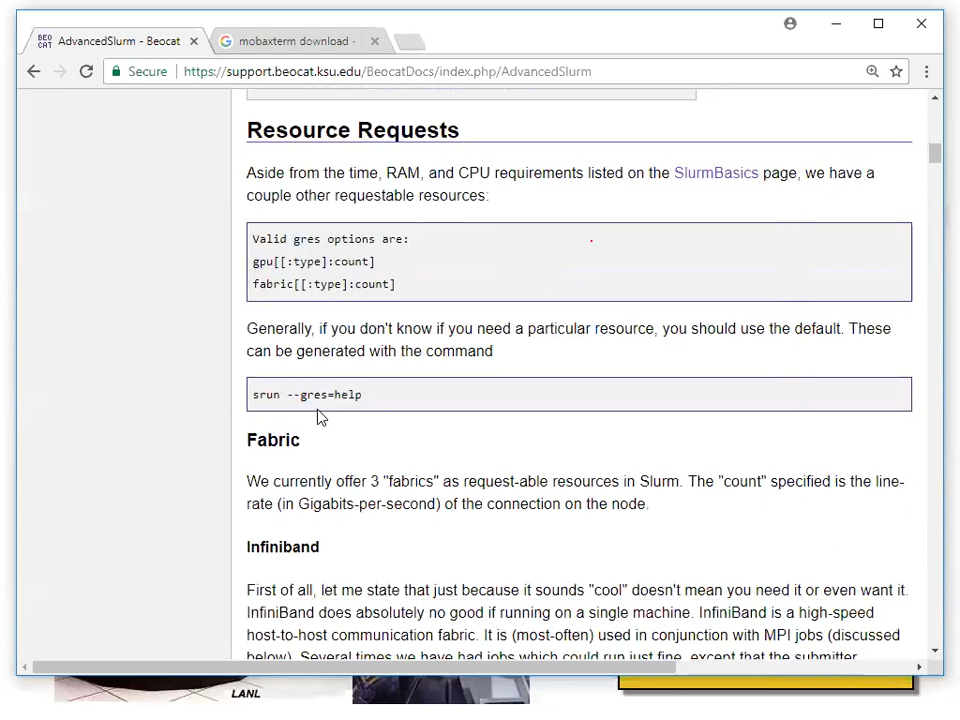 AdvancedSlurm - Beocat
mobaxterm download -
Secure | https://support.beocat.ksu.edu/BeocatDocs/index.php/AdvancedSlurm
Resource Requests
Aside from the time, RAM, and CPU requirements listed on the SlurmBasics page, we have a
couple other requestable resources:
Valid gres options are:
gpu[[:type]:count]
fabric[[:type]:count]
Generally, if you don't know if you need a particular resource, you should use the default. These
can be generated with the command
srun --gres=help
Fabric
We currently offer 3 "fabrics" as request-able resources in Slurm. The "count" specified is the line-
rate (in Gigabits-per-second) of the connection on the node.
Infiniband
First of all, let me state that just because it sounds "cool" doesn't mean you need it or even want it.
InfiniBand does absolutely no good if running on a single machine. InfiniBand is a high-speed
host-to-host communication fabric. It is (most-often) used in conjunction with MPI jobs (discussed
below). Several times we have had jobs which could run just fine, except that the submitter
LANL